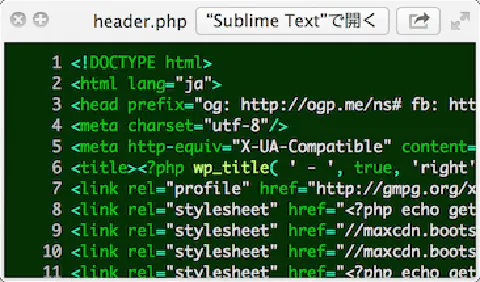 header.php "Sublime Text"で開く
1 <!DOCTYPE html>
2 <html lang="ja">
3 <head prefix="og: http://ogp.me/ns# fb: htt
4 <meta charset="utf-8"/>
5 <meta http-equiv="X-UA-Compatible" content=
6 <title><?php wp_title( ' - ', true, 'right'
7 <link rel="profile" href="http://gmpg.org/x
8 <link rel="stylesheet" href="<?php echo get
9 <link rel="stylesheet" href="//maxcdn.boots
10 <link rel="stylesheet" href="//maxcdn.boots
11 <link rel="stylesheet" href="<?php echo get